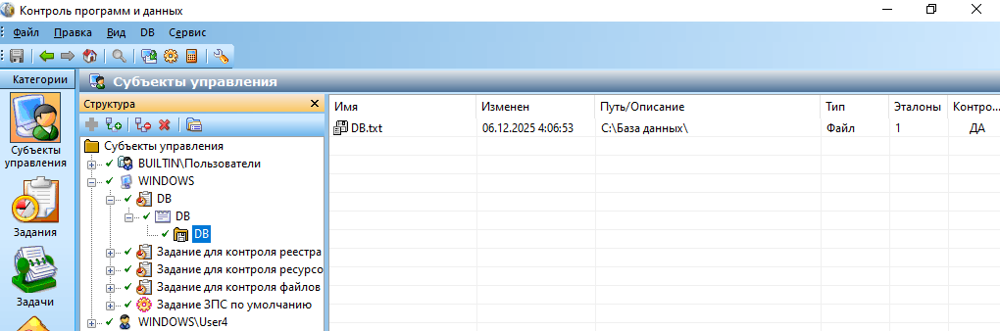 Контроль программ и данных
Файл Правка Вид DB Сервис
Категории
Субъекты управления
Структура
Субъекты
управления
Задания
Задачи
Субъекты управления
BUILTIN\Пользователи
WINDOWS
DB
DB
DB
Задание для контроля реестра
Задание для контроля ресурсо
Задание для контроля файлов
Задание ЗПС по умолчанию
WINDOWS\User4
Имя Изменен Путь/Описание Тип Эталоны Контро...
DB.txt 06.12.2025 4:06:53 C:\База данных\ Файл 1 ДА